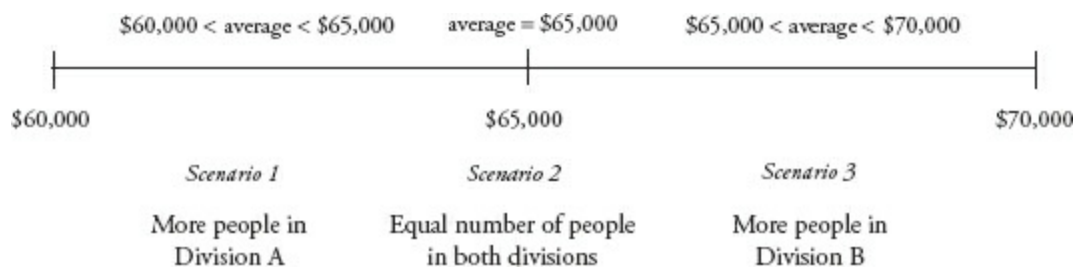 $60,000 < average < $65,000 average = $65,000 $65,000 < average < $70,000
$60,000 $65,000 $70,000
Scenario 1 Scenario 2 Scenario 3
More people in Equal number of people More people in
Division A in both divisions Division B